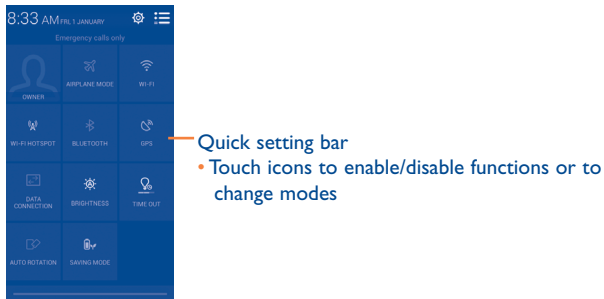 8:33 AM FRI, 1 JANUARY
Emergency calls only
OWNER
AIRPLANE MODE
WI-FI
WI-FI HOTSPOT
BLUETOOTH
GPS
DATA
CONNECTION
BRIGHTNESS
TIME OUT
AUTO ROTATION
SAVING MODE
Quick setting bar
• Touch icons to enable/disable functions or to
change modes